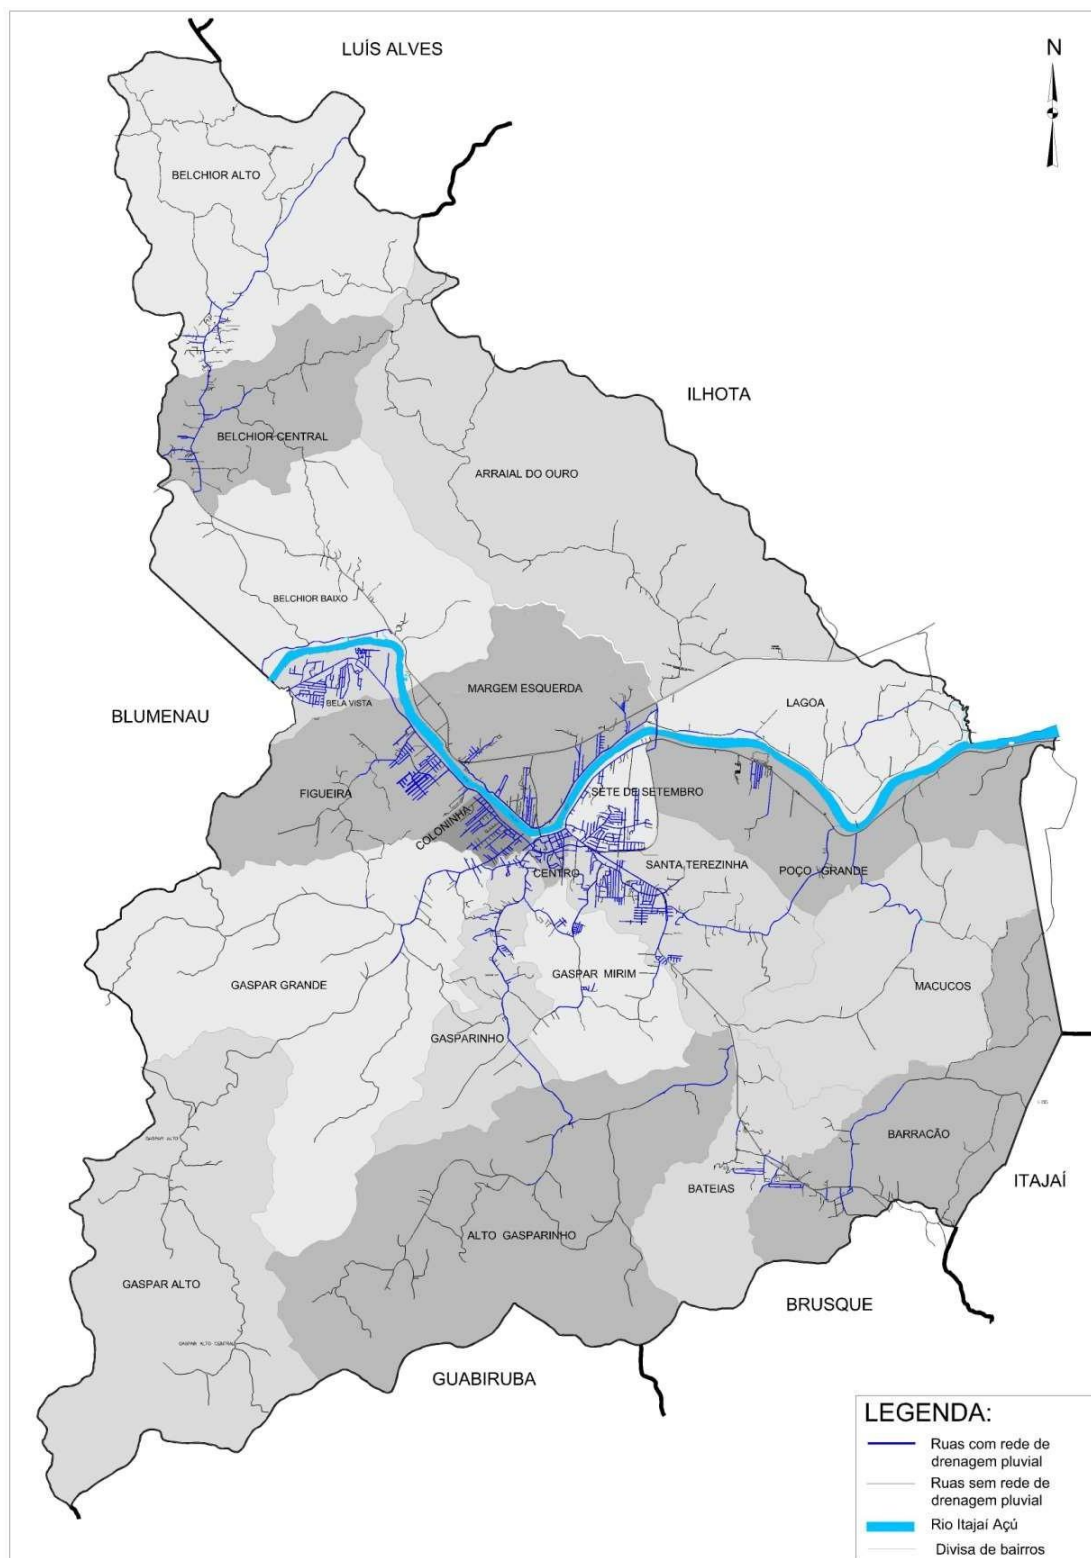 LUÍS ALVES
N
BELCHIOR ALTO
ILHOTA
BELCHIOR CENTRAL
ARRAIAL DO OURO
BELCHIOR BAIXO
MARGEM ESQUERDA
BELA VISTA
LAGOA
BLUMENAU
FIGUEIRA
SETE DE SETEMBRO
COLONINHA
SANTA TEREZINHA
CENTRO
POÇO GRANDE
GASPAR MIRIM
GASPAR GRANDE
MACUCOS
GASPARINHO
GASPAR ALTO
BARRACÃO
BATEIAS
ITAJAÍ
ALTO GASPARINHO
GASPAR ALTO
BRUSQUE
GASPAR ALTO CENTRAL
GUABIRUBA
LEGENDA:
Ruas com rede de
drenagem pluvial
Ruas sem rede de
drenagem pluvial
Rio Itajaí Açú
Divisa de bairros